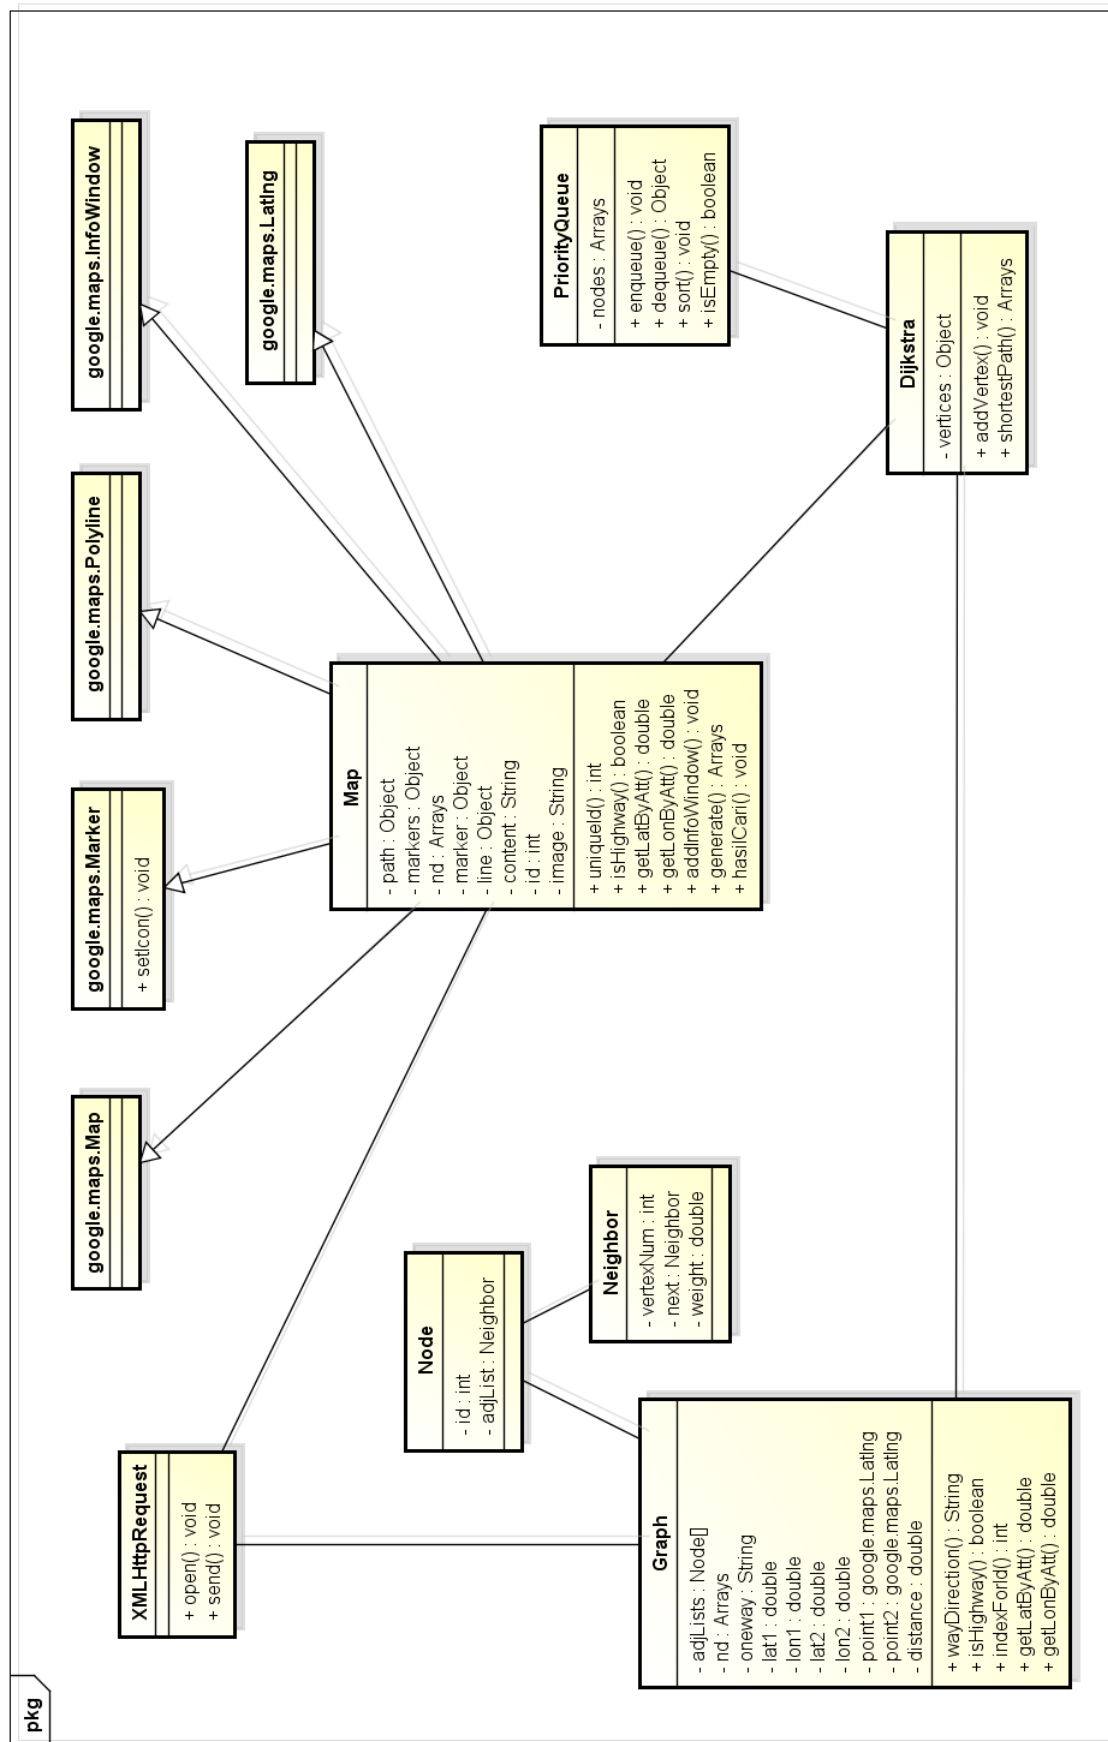 pkg
XMLHttpRequest
+ open() : void
+ send() : void
google.maps.Map
google.maps.Marker
+ setIcon() : void
google.maps.Polyline
google.maps.InfoWindow
google.maps.Latlng
Map
- path : Object
- markers : Object
- nd : Arrays
- marker : Object
- line : Object
- content : String
- id : int
- image : String
+ uniqueId() : int
+ isHighway() : boolean
+ getLatByAtt() : double
+ getLonByAtt() : double
+ addInfoWindow() : void
+ generate() : Arrays
+ hasilCari() : void
Node
- id : int
- adjList : Neighbor
Neighbor
- vertexNum : int
- next : Neighbor
- weight : double
PriorityQueue
- nodes : Arrays
+ enqueue() : void
+ dequeue() : Object
+ sort() : void
+ isEmpty() : boolean
Graph
- adjLists : Node[]
- nd : Arrays
- oneway : String
- lat1 : double
- lon1 : double
- lat2 : double
- lon2 : double
- point1 : google.maps.Latlng
- point2 : google.maps.Latlng
- distance : double
+ wayDirection() : String
+ isHighway() : boolean
+ indexForId() : int
+ getLatByAtt() : double
+ getLonByAtt() : double
Dijkstra
- vertices : Object
+ addVertex() : void
+ shortestPath() : Arrays